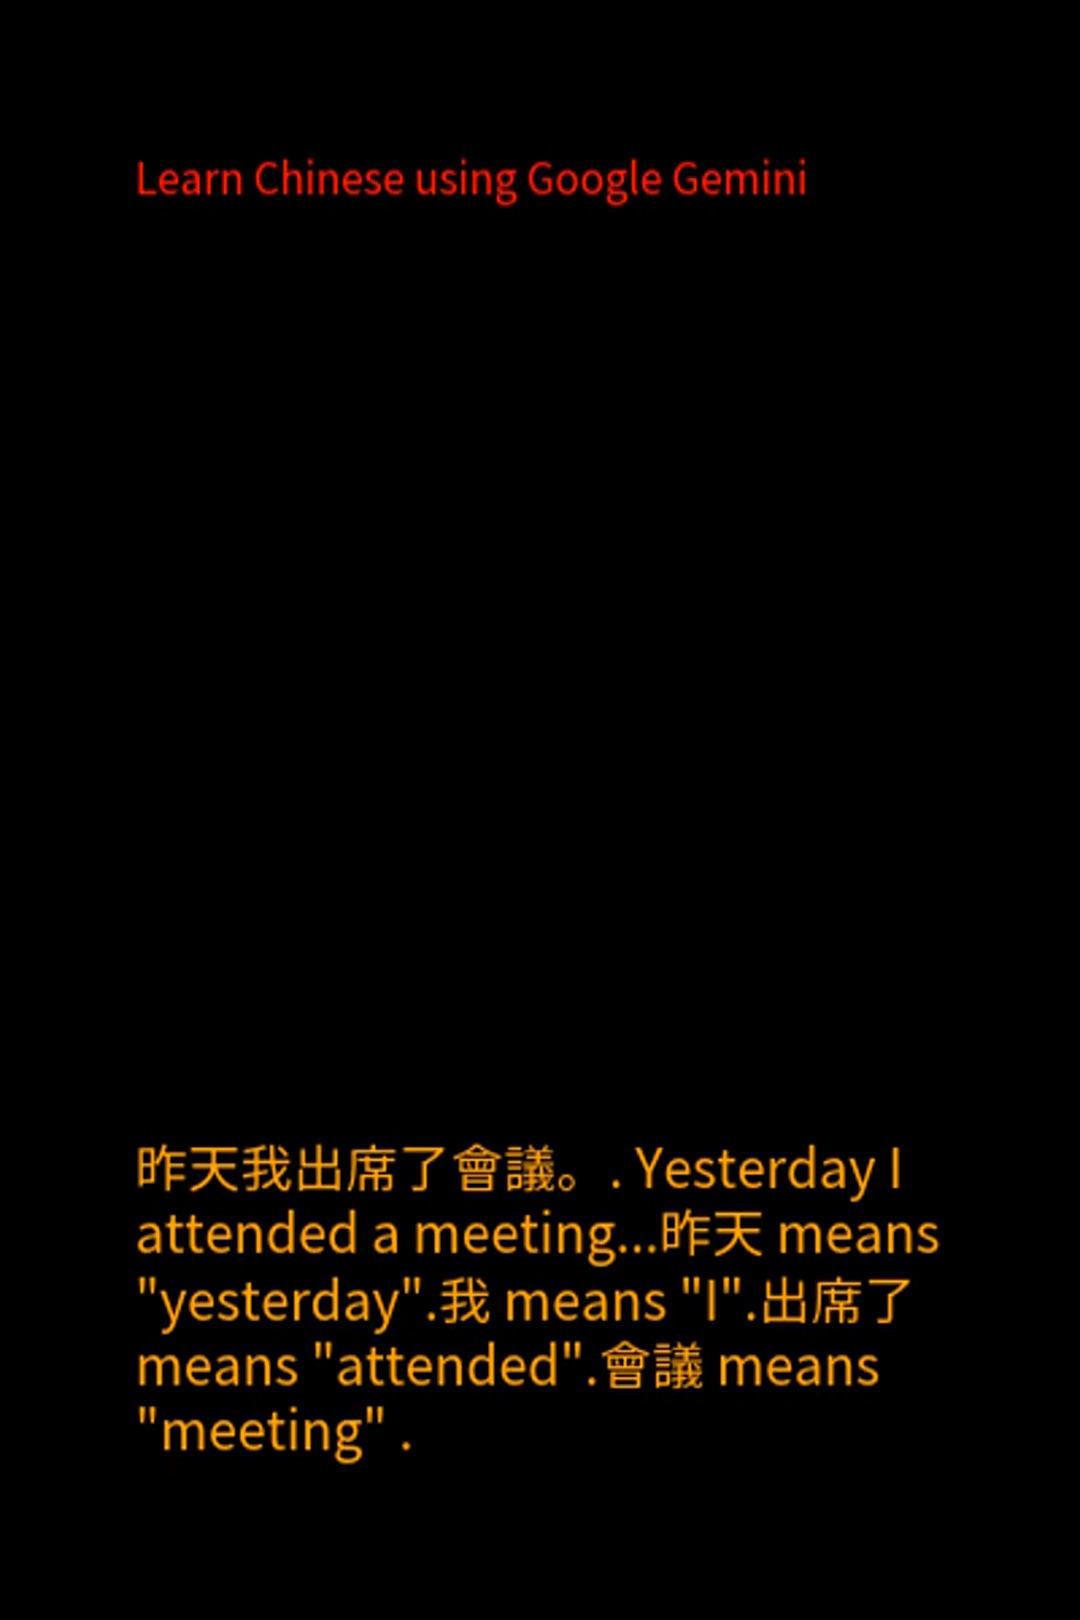 Learn Chinese using Google Gemini
昨天我出席了會議。. Yesterday I
attended a meeting...昨天 means
"yesterday".我 means "I".出席了
means "attended".會議 means
"meeting" .